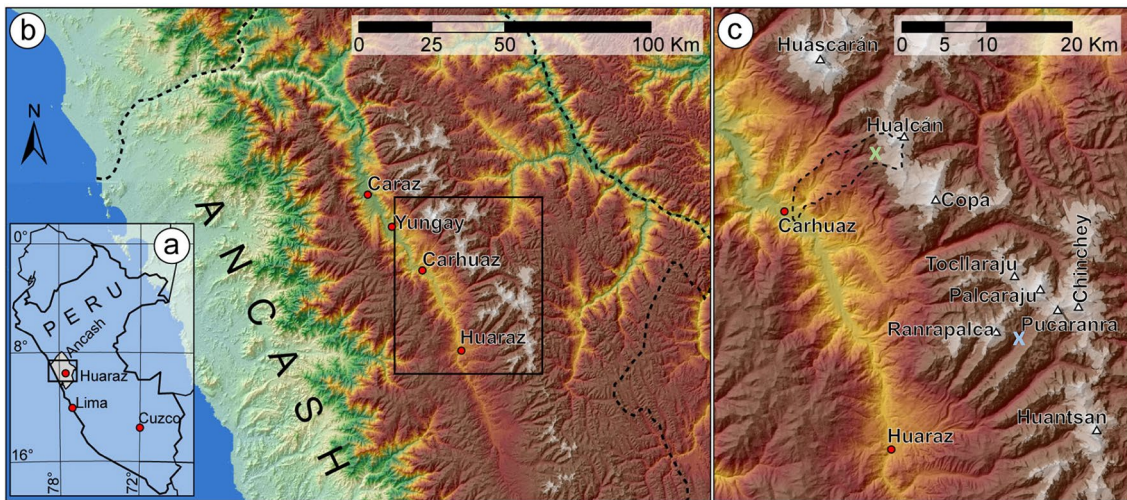 b
0 25 50 100 Km
N
Caraz
Yungay
Carhuaz
Huaraz
ANCASH
a
0°
8°
16°
78°
72°
PERU
Ancash
Huaraz
Lima
Cuzco
c
0 5 10 20 Km
Huascarán
Hualcán
X
Copa
Carhuaz
Chinchey
Tocllaraju
Palcaraju
Pucaranra
Ranrapalca
X
Huantsan
Huaraz